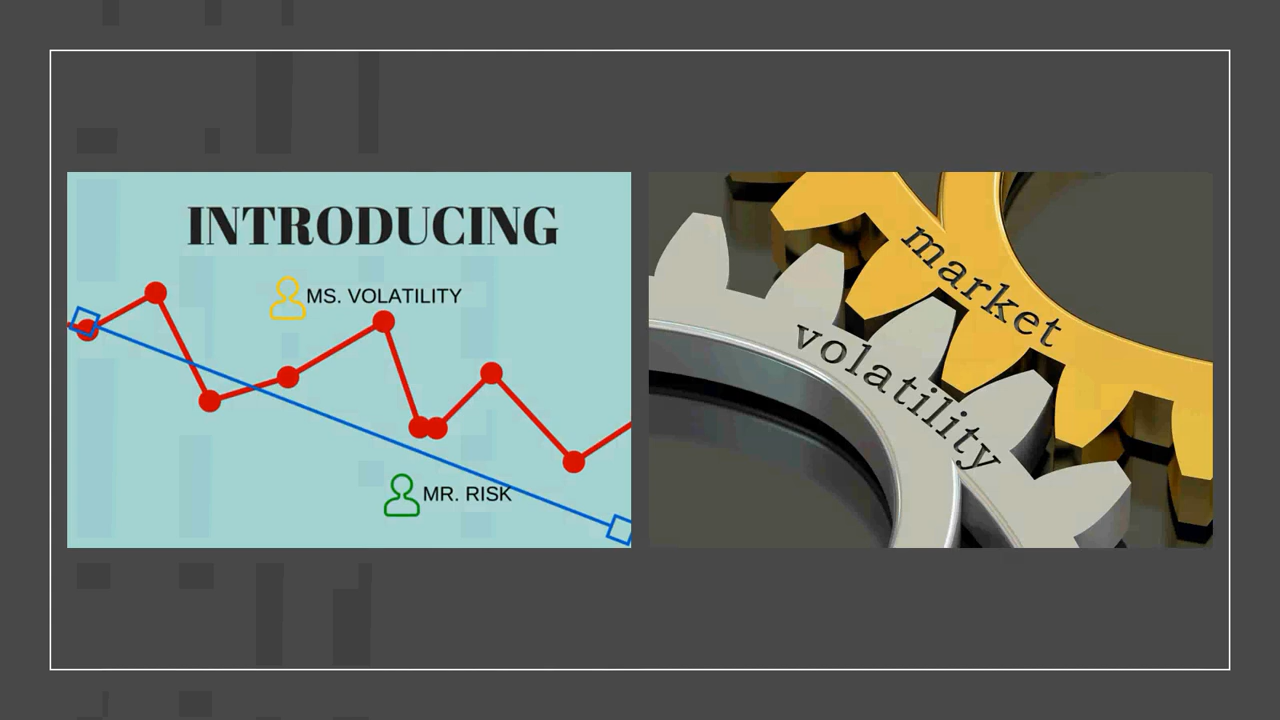 INTRODUCING
MS. VOLATILITY
MR. RISK
market
volatility